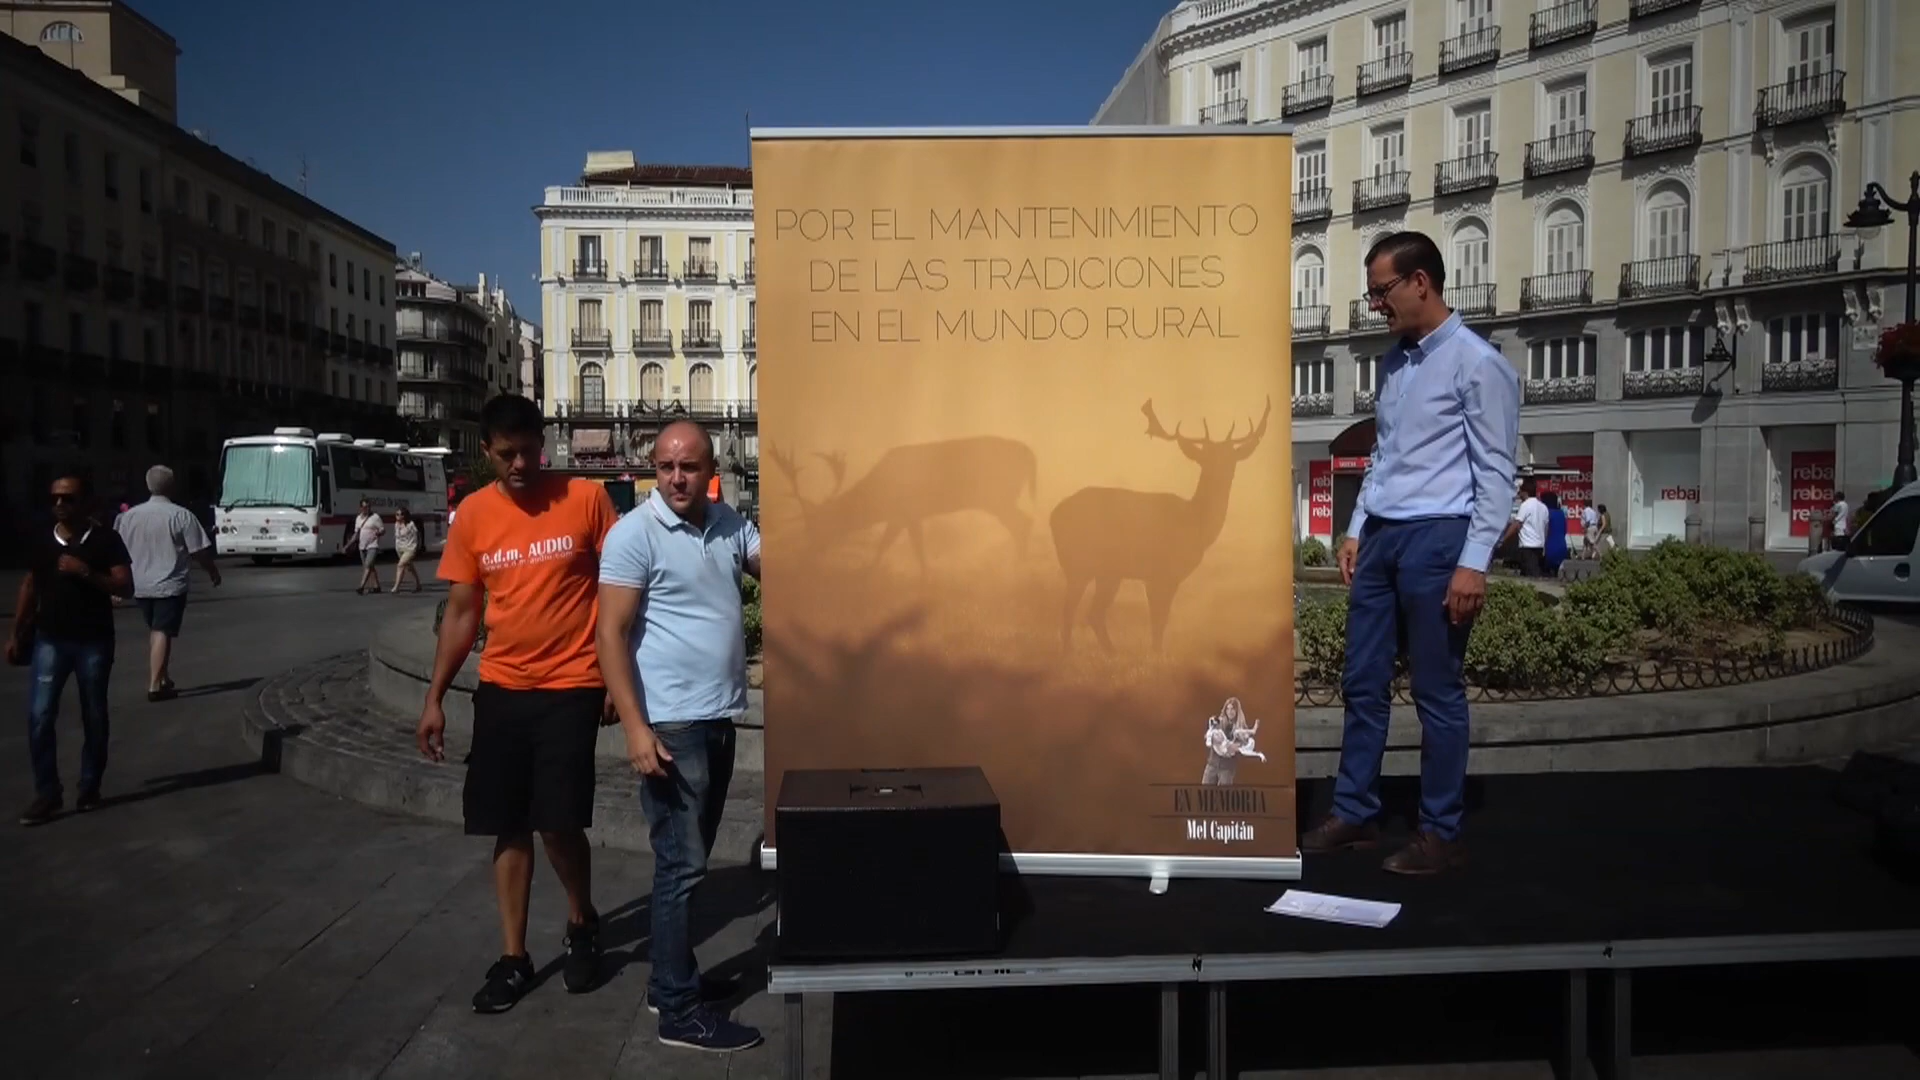 POR EL MANTENIMIENTO
DE LAS TRADICIONES
EN EL MUNDO RURAL
EN MEMORIA
Mel Capitán
e.d.m. AUDIO
reba
reba
reba
rebaj